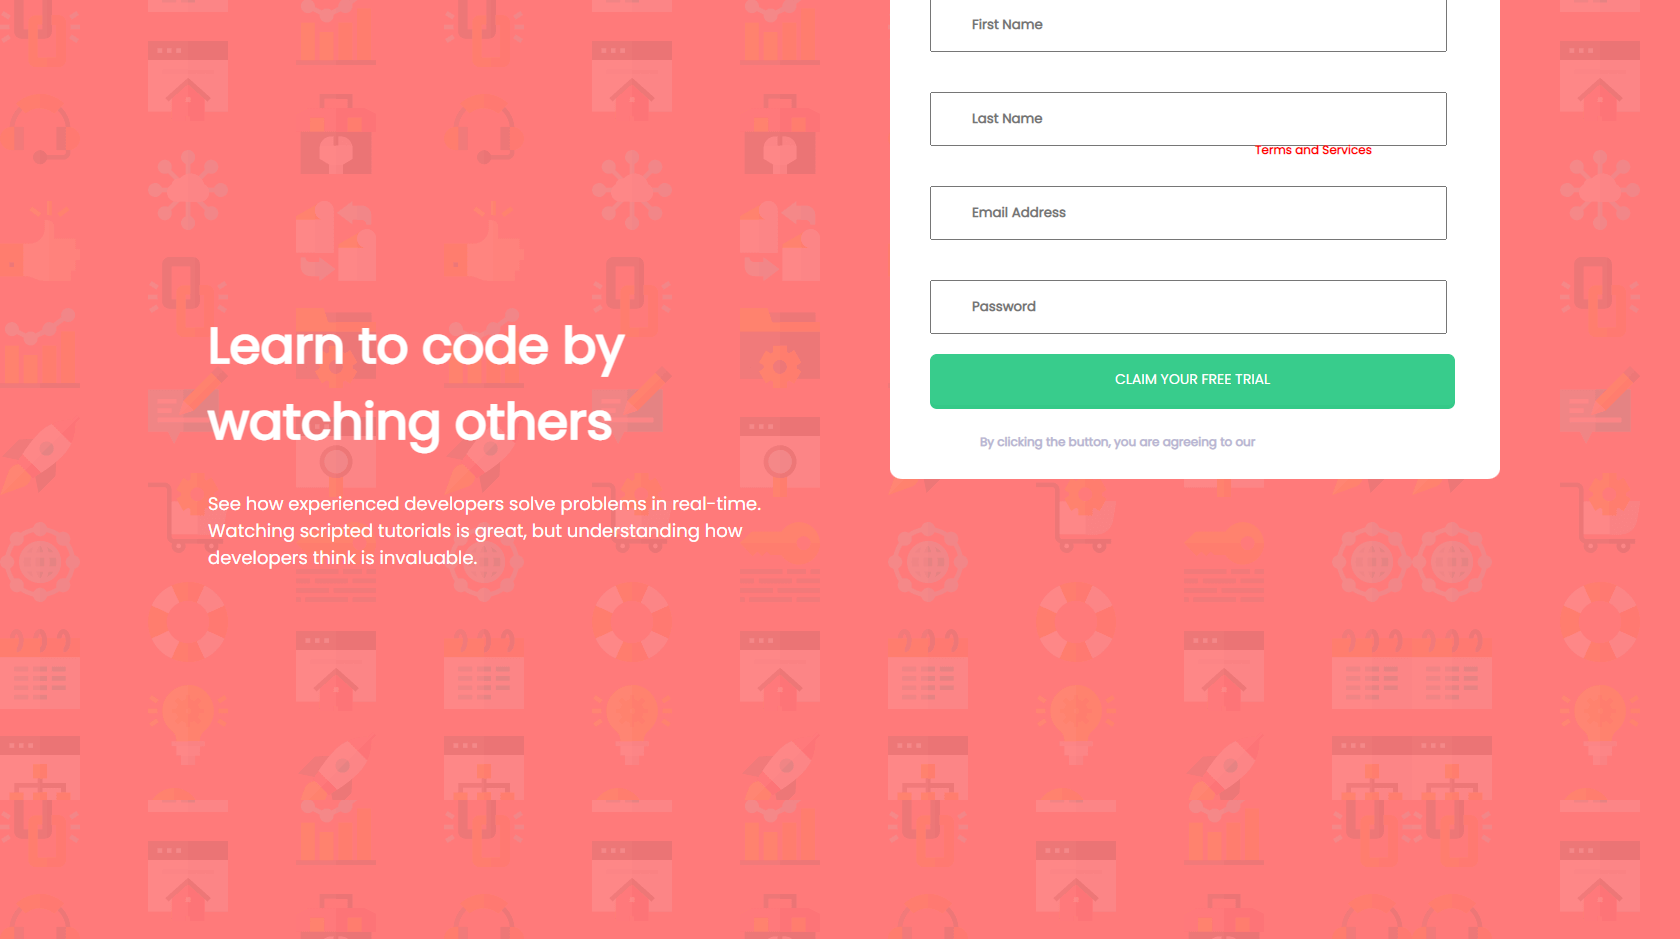 Learn to code by
watching others
See how experienced developers solve problems in real-time.
Watching scripted tutorials is great, but understanding how
developers think is invaluable.
First Name
Last Name
Terms and Services
Email Address
Password
CLAIM YOUR FREE TRIAL
By clicking the button, you are agreeing to our